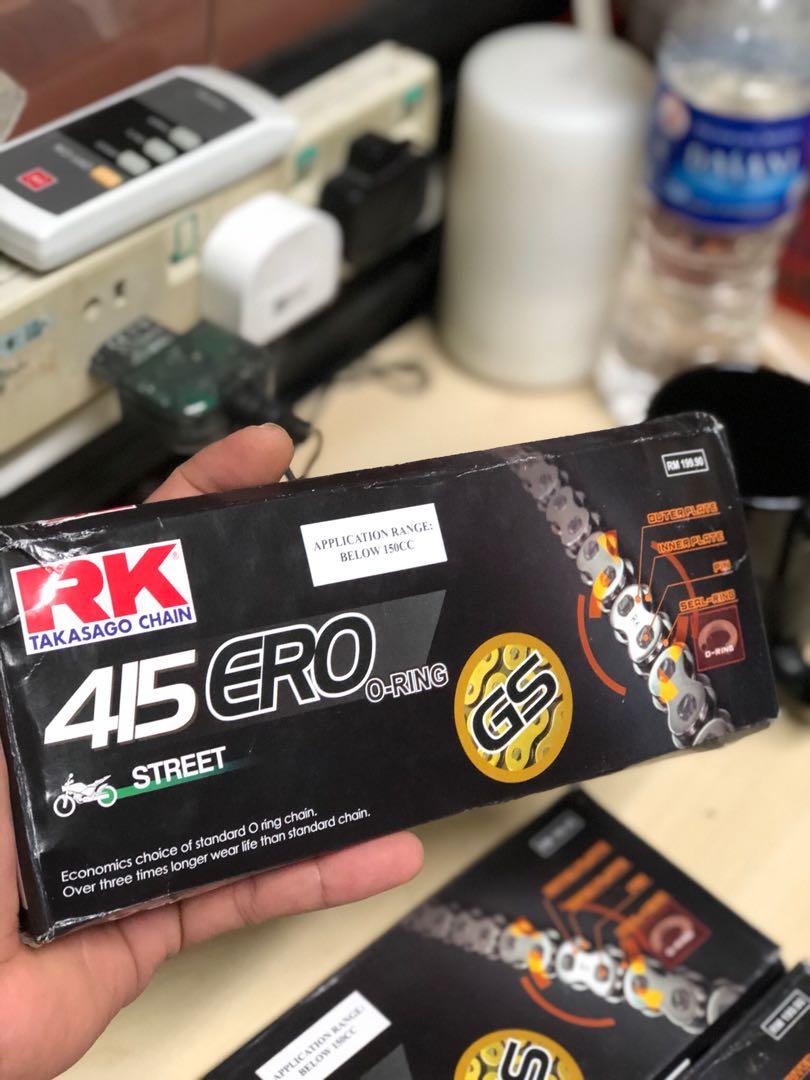 RM 199.90
OUTER PLATE
INNER PLATE
PIN
SEAL-RING
O-RING
APPLICATION RANGE:
BELOW 150CC
RK
TAKASAGO CHAIN
415 ERO O-RING
GS
STREET
Economics choice of standard O ring chain.
Over three times longer wear life than standard chain.
APPLICATION RANGE:
BELOW 150CC
GS